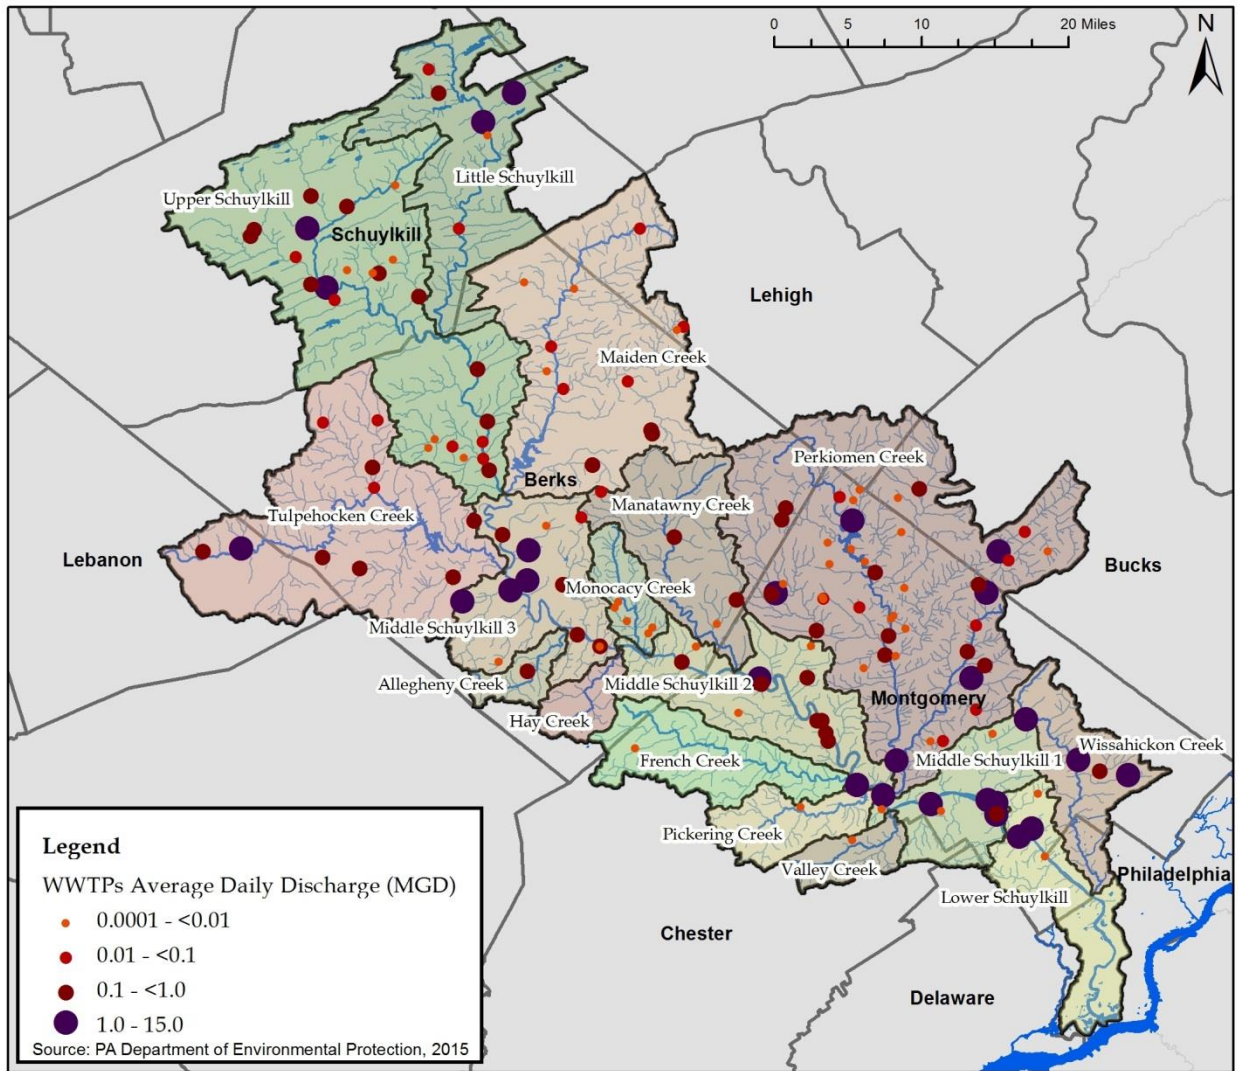 0 5 10 20 Miles
N
Little Schuylkill
Upper Schuylkill
Schuylkill
Lehigh
Maiden Creek
Perkiomen Creek
Berks
Manatawny Creek
Tulpehocken Creek
Lebanon
Bucks
Monocacy Creek
Middle Schuylkill 3
Allegheny Creek
Middle Schuylkill 2
Montgomery
Hay Creek
Wissahickon Creek
French Creek
Middle Schuylkill 1
Pickering Creek
Valley Creek
Philadelphia
Lower Schuylkill
Chester
Delaware
Legend
WWTPs Average Daily Discharge (MGD)
0.0001 - <0.01
0.01 - <0.1
0.1 - <1.0
1.0 - 15.0
Source: PA Department of Environmental Protection, 2015